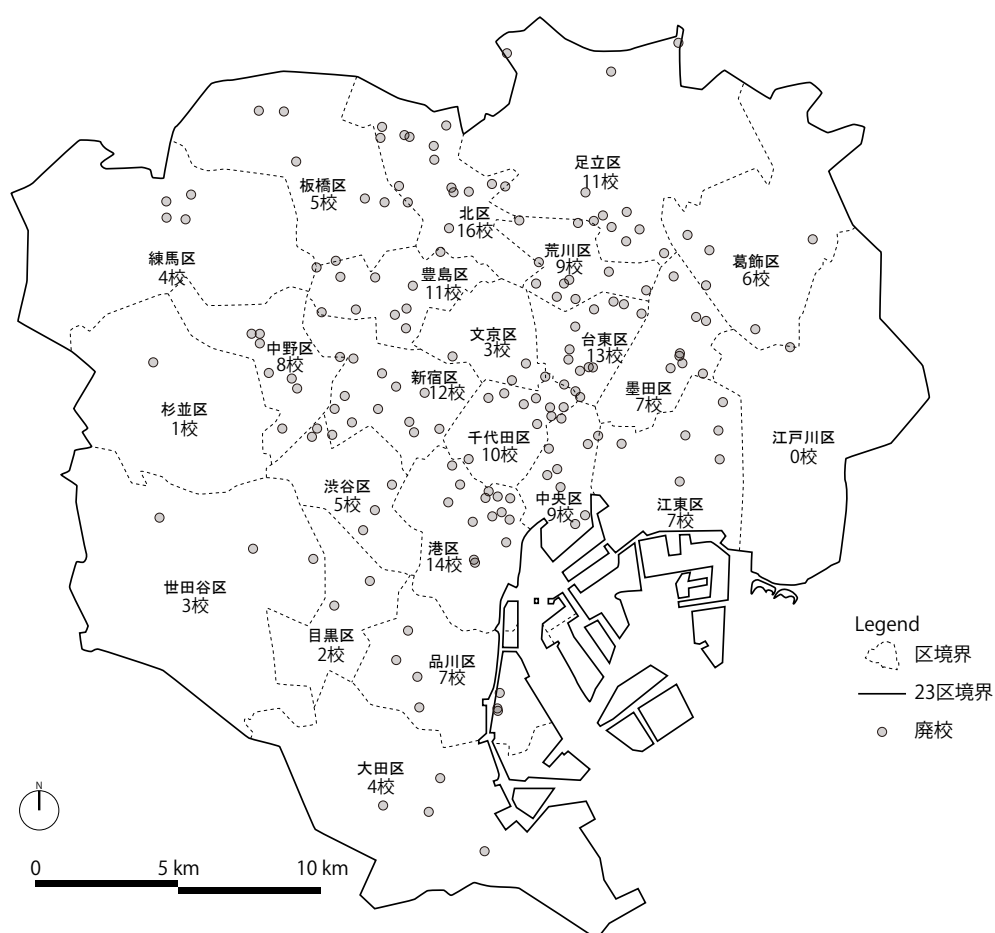 足立区
11校
板橋区
5校
北区
16校
練馬区
4校
荒川区
9校
葛飾区
6校
豊島区
11校
文京区
3校
台東区
13校
中野区
8校
新宿区
12校
墨田区
7校
杉並区
1校
千代田区
10校
江戸川区
0校
渋谷区
5校
中央区
9校
江東区
7校
港区
14校
世田谷区
3校
目黒区
2校
品川区
7校
大田区
4校
Legend
区境界
23区境界
廃校
N
0 5 km 10 km